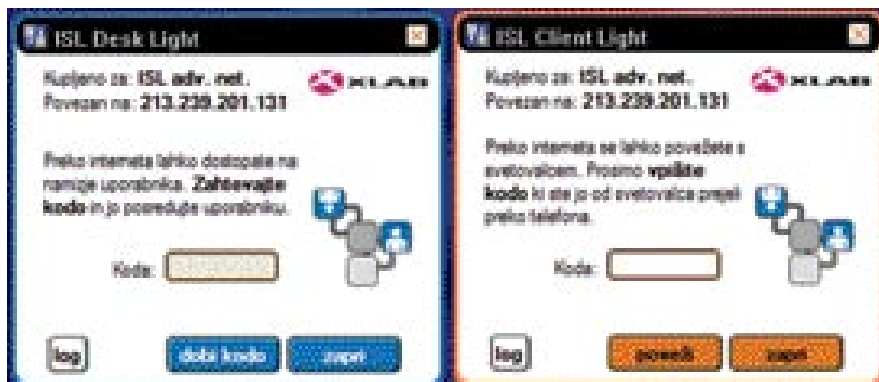 ISL Desk Light
Kupljeno za: ISL adv. net.
XLAB
Povezan na: 213.239.201.131
Preko interneta lahko dostopate na
namizje uporabnika. Zahtevajte
kodo in jo posredujte uporabniku.
Koda:
log
dobi kodo
zapri
ISL Client Light
Kupljeno za: ISL adv. net.
XLAB
Povezan na: 213.239.201.131
Preko interneta se lahko povežete s
svetovalcem. Prosimo vpišite
kodo ki ste jo od svetovalca prejeli
preko telefona.
Koda:
log
poveži
zapri